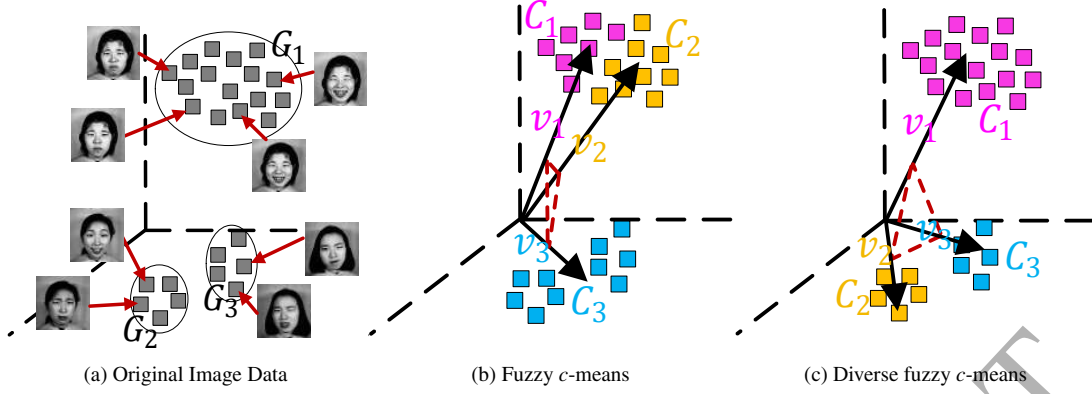 G₁
G₂
G₃
C₁
C₂
v₁
v₂
v₃
C₃
C₁
v₁
v₂
v₃
C₂
C₃
(a) Original Image Data
(b) Fuzzy c-means
(c) Diverse fuzzy c-means
T